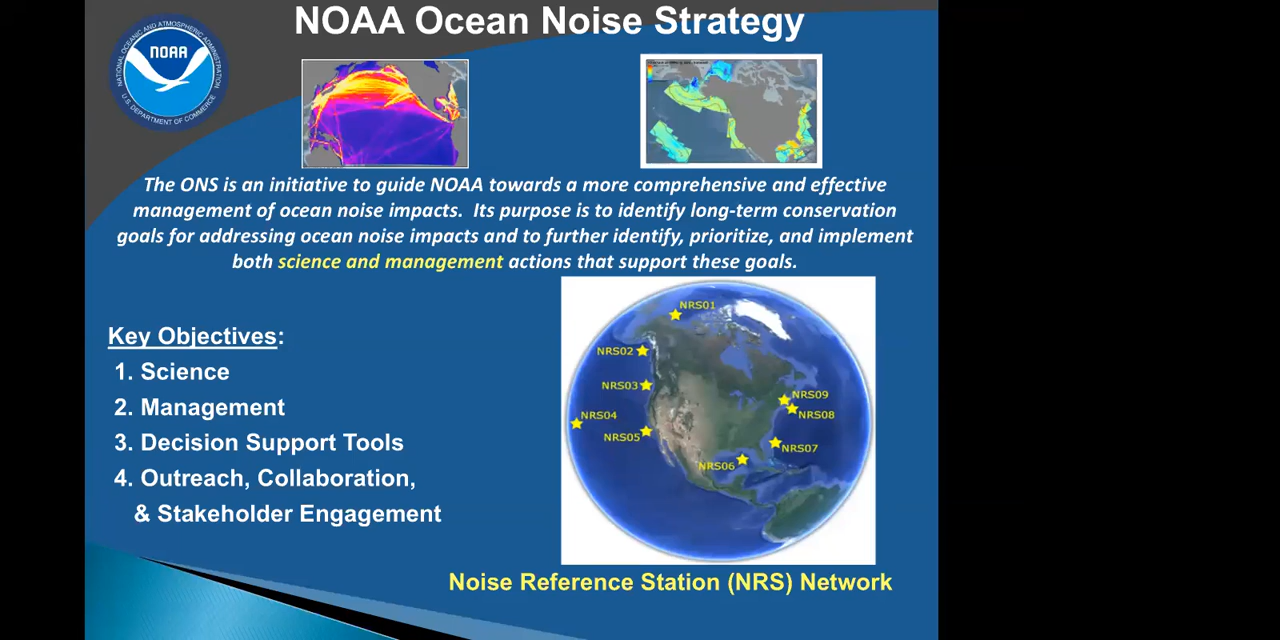 NOAA Ocean Noise Strategy
NATIONAL OCEANIC AND ATMOSPHERIC ADMINISTRATION
NOAA
U.S. DEPARTMENT OF COMMERCE
The ONS is an initiative to guide NOAA towards a more comprehensive and effective
management of ocean noise impacts. Its purpose is to identify long-term conservation
goals for addressing ocean noise impacts and to further identify, prioritize, and implement
both science and management actions that support these goals.
Key Objectives:
1. Science
2. Management
3. Decision Support Tools
4. Outreach, Collaboration,
& Stakeholder Engagement
NRS01
NRS02
NRS03
NRS09
NRS04
NRS08
NRS05
NRS07
NRS06
Noise Reference Station (NRS) Network